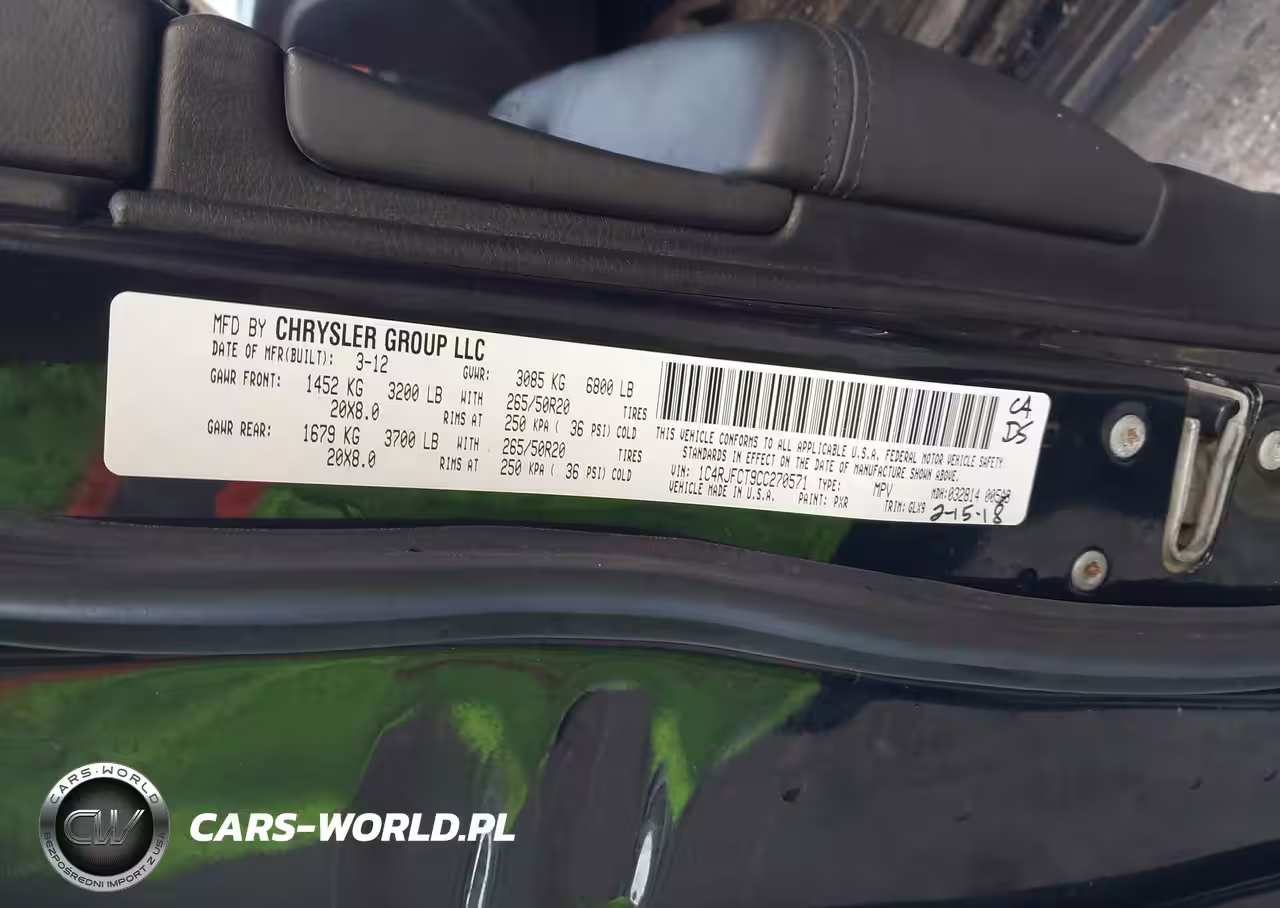 MFD BY CHRYSLER GROUP LLC
DATE OF MFR(BUILT): 3-12 GVWR: 3085 KG 6800 LB
GAWR FRONT: 1452 KG 3200 LB WITH 265/50R20 TIRES
20X8.0 RIMS AT 250 KPA ( 36 PSI) COLD
GAWR REAR: 1679 KG 3700 LB WITH 265/50R20 TIRES
20X8.0 RIMS AT 250 KPA ( 36 PSI) COLD
CA
DS
THIS VEHICLE CONFORMS TO ALL APPLICABLE U.S.A. FEDERAL MOTOR VEHICLE SAFETY
STANDARDS IN EFFECT ON THE DATE OF MANUFACTURE SHOWN ABOVE.
VIN: 1C4RJFCT9CC270571 TYPE: MPV MDH:032814
VEHICLE MADE IN U.S.A. PAINT: PXR TRIM: GLX9
2-15-18
CARS-WORLD
CW
BEZPOŚREDNI IMPORT Z USA
CARS-WORLD.PL